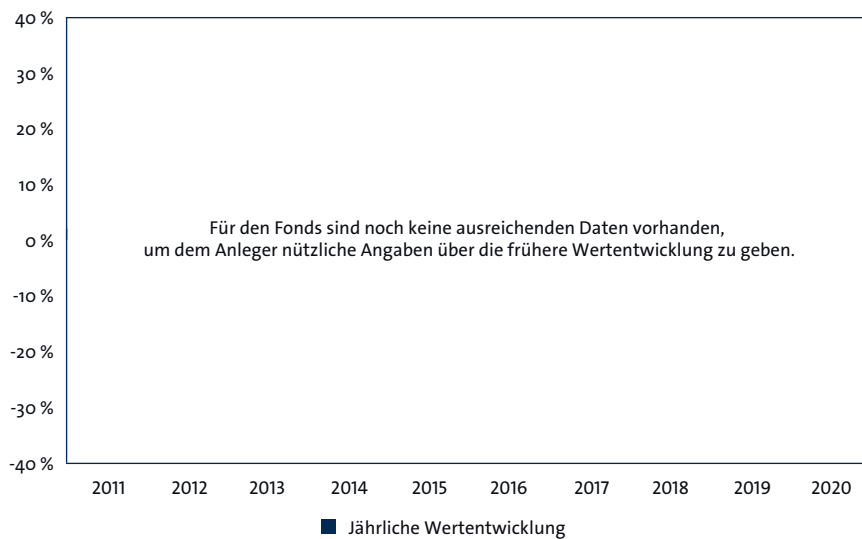 40 %
30 %
20 %
10 %
0 %
-10 %
-20 %
-30 %
-40 %
Für den Fonds sind noch keine ausreichenden Daten vorhanden,
um dem Anleger nützliche Angaben über die frühere Wertentwicklung zu geben.
2011 2012 2013 2014 2015 2016 2017 2018 2019 2020
Jährliche Wertentwicklung